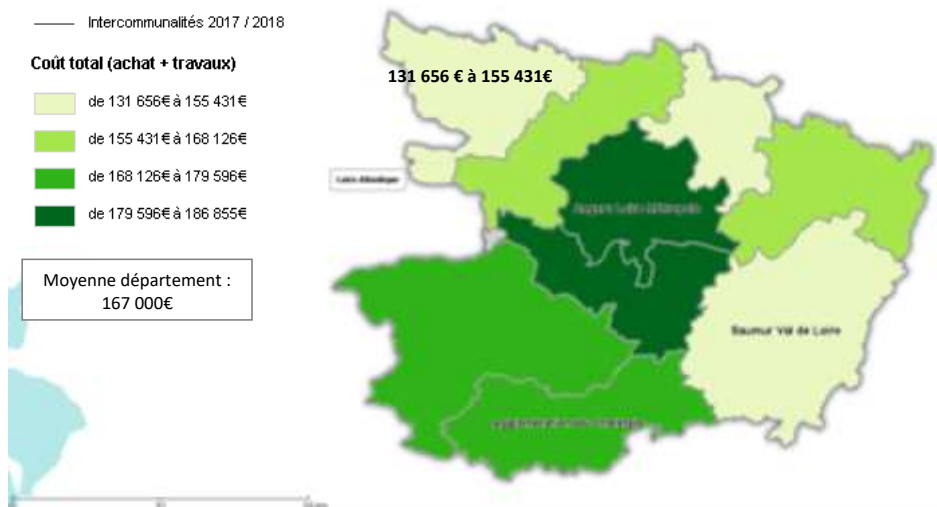 Intercommunalités 2017 / 2018
Coût total (achat + travaux)
de 131 656€ à 155 431€
de 155 431€ à 168 126€
de 168 126€ à 179 596€
de 179 596€ à 186 855€
Moyenne département :
167 000€
131 656 € à 155 431€
Loire-Atlantique
Angers Loire Métropole
Saumur Val de Loire